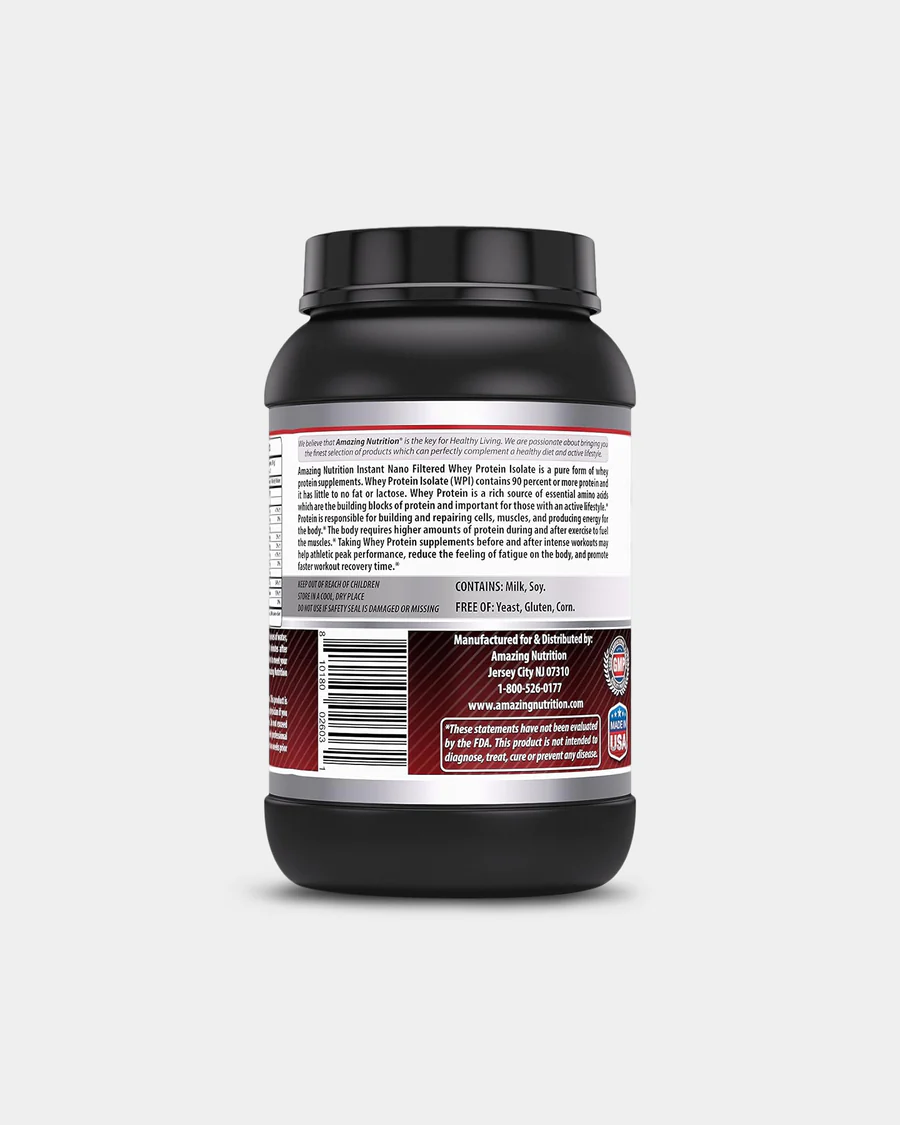 We believe that Amazing Nutrition® is the key for Healthy Living. We are passionate about bringing you
the finest selection of products which can perfectly complement a healthy diet and active lifestyle.
Amazing Nutrition Instant Nano Filtered Whey Protein Isolate is a pure form of whey
protein supplements. Whey Protein Isolate (WPI) contains 90 percent or more protein and
it has little to no fat or lactose. Whey Protein is a rich source of essential amino acids
which are the building blocks of protein and important for those with an active lifestyle.*
Protein is responsible for building and repairing cells, muscles, and producing energy for
the body.* The body requires higher amounts of protein during and after exercise to fuel
the muscles.* Taking Whey Protein supplements before and after intense workouts may
help athletic peak performance, reduce the feeling of fatigue on the body, and promote
faster workout recovery time.*
KEEP OUT OF REACH OF CHILDREN
STORE IN A COOL, DRY PLACE
DO NOT USE IF SAFETY SEAL IS DAMAGED OR MISSING
CONTAINS: Milk, Soy.
FREE OF: Yeast, Gluten, Corn.
8 10180 02603 1
Manufactured for & Distributed by:
Amazing Nutrition
Jersey City NJ 07310
1-800-526-0177
www.amazingnutrition.com
*These statements have not been evaluated
by the FDA. This product is not intended to
diagnose, treat, cure or prevent any disease.
GMP
MADE IN
USA